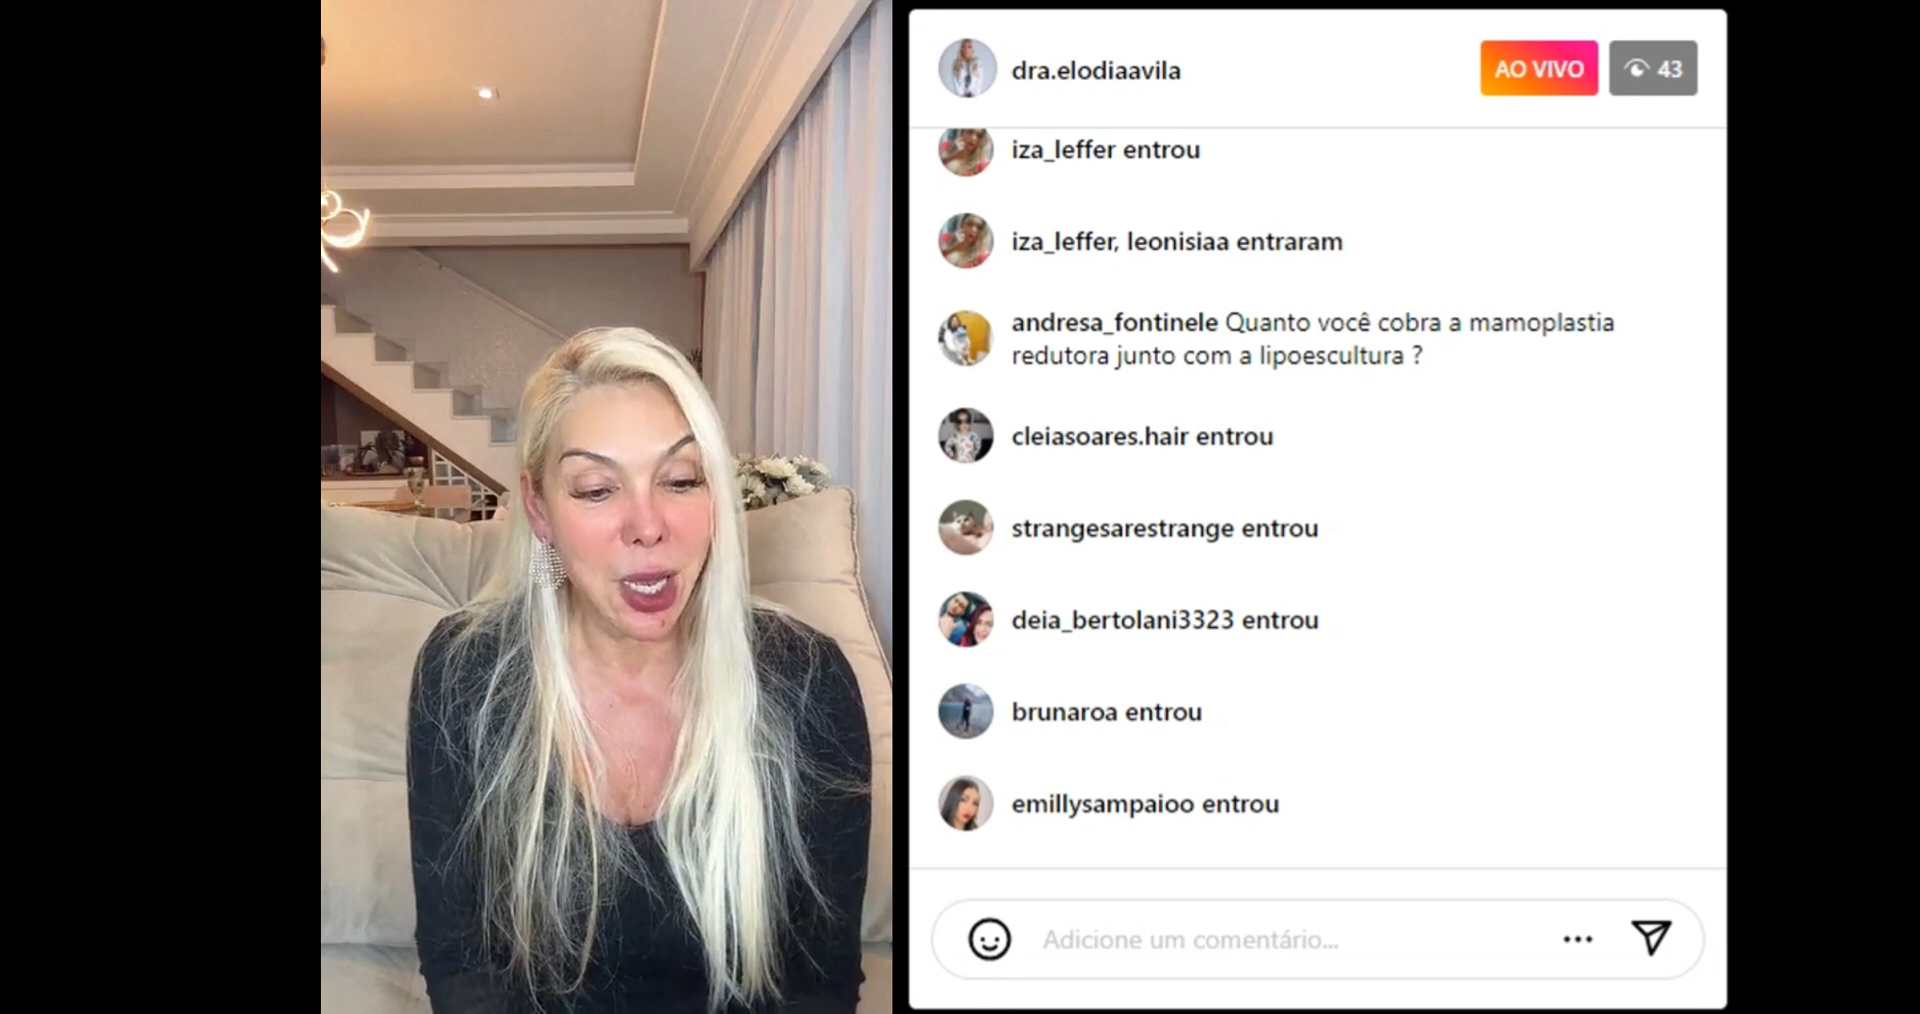 dra.elodiaavila
AO VIVO
43
iza_leffer entrou
iza_leffer, leonisiaa entraram
andresa_fontinele Quanto você cobra a mamoplastia
redutora junto com a lipoescultura ?
cleiasoares.hair entrou
strangesarestrange entrou
deia_bertolani3323 entrou
brunaroa entrou
emillysampaioo entrou
Adicione um comentário...